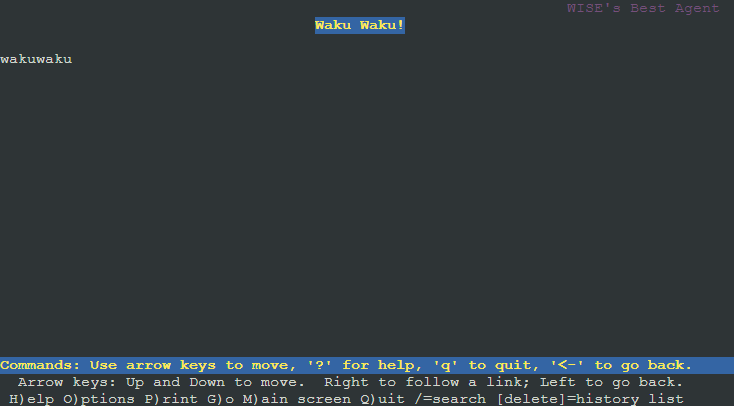 WISE's Best Agent
Waku Waku!
wakuwaku
Commands: Use arrow keys to move, '?' for help, 'q' to quit, '<-' to go back.
Arrow keys: Up and Down to move.  Right to follow a link; Left to go back.
H)elp O)ptions P)rint G)o M)ain screen Q)uit /=search [delete]=history list